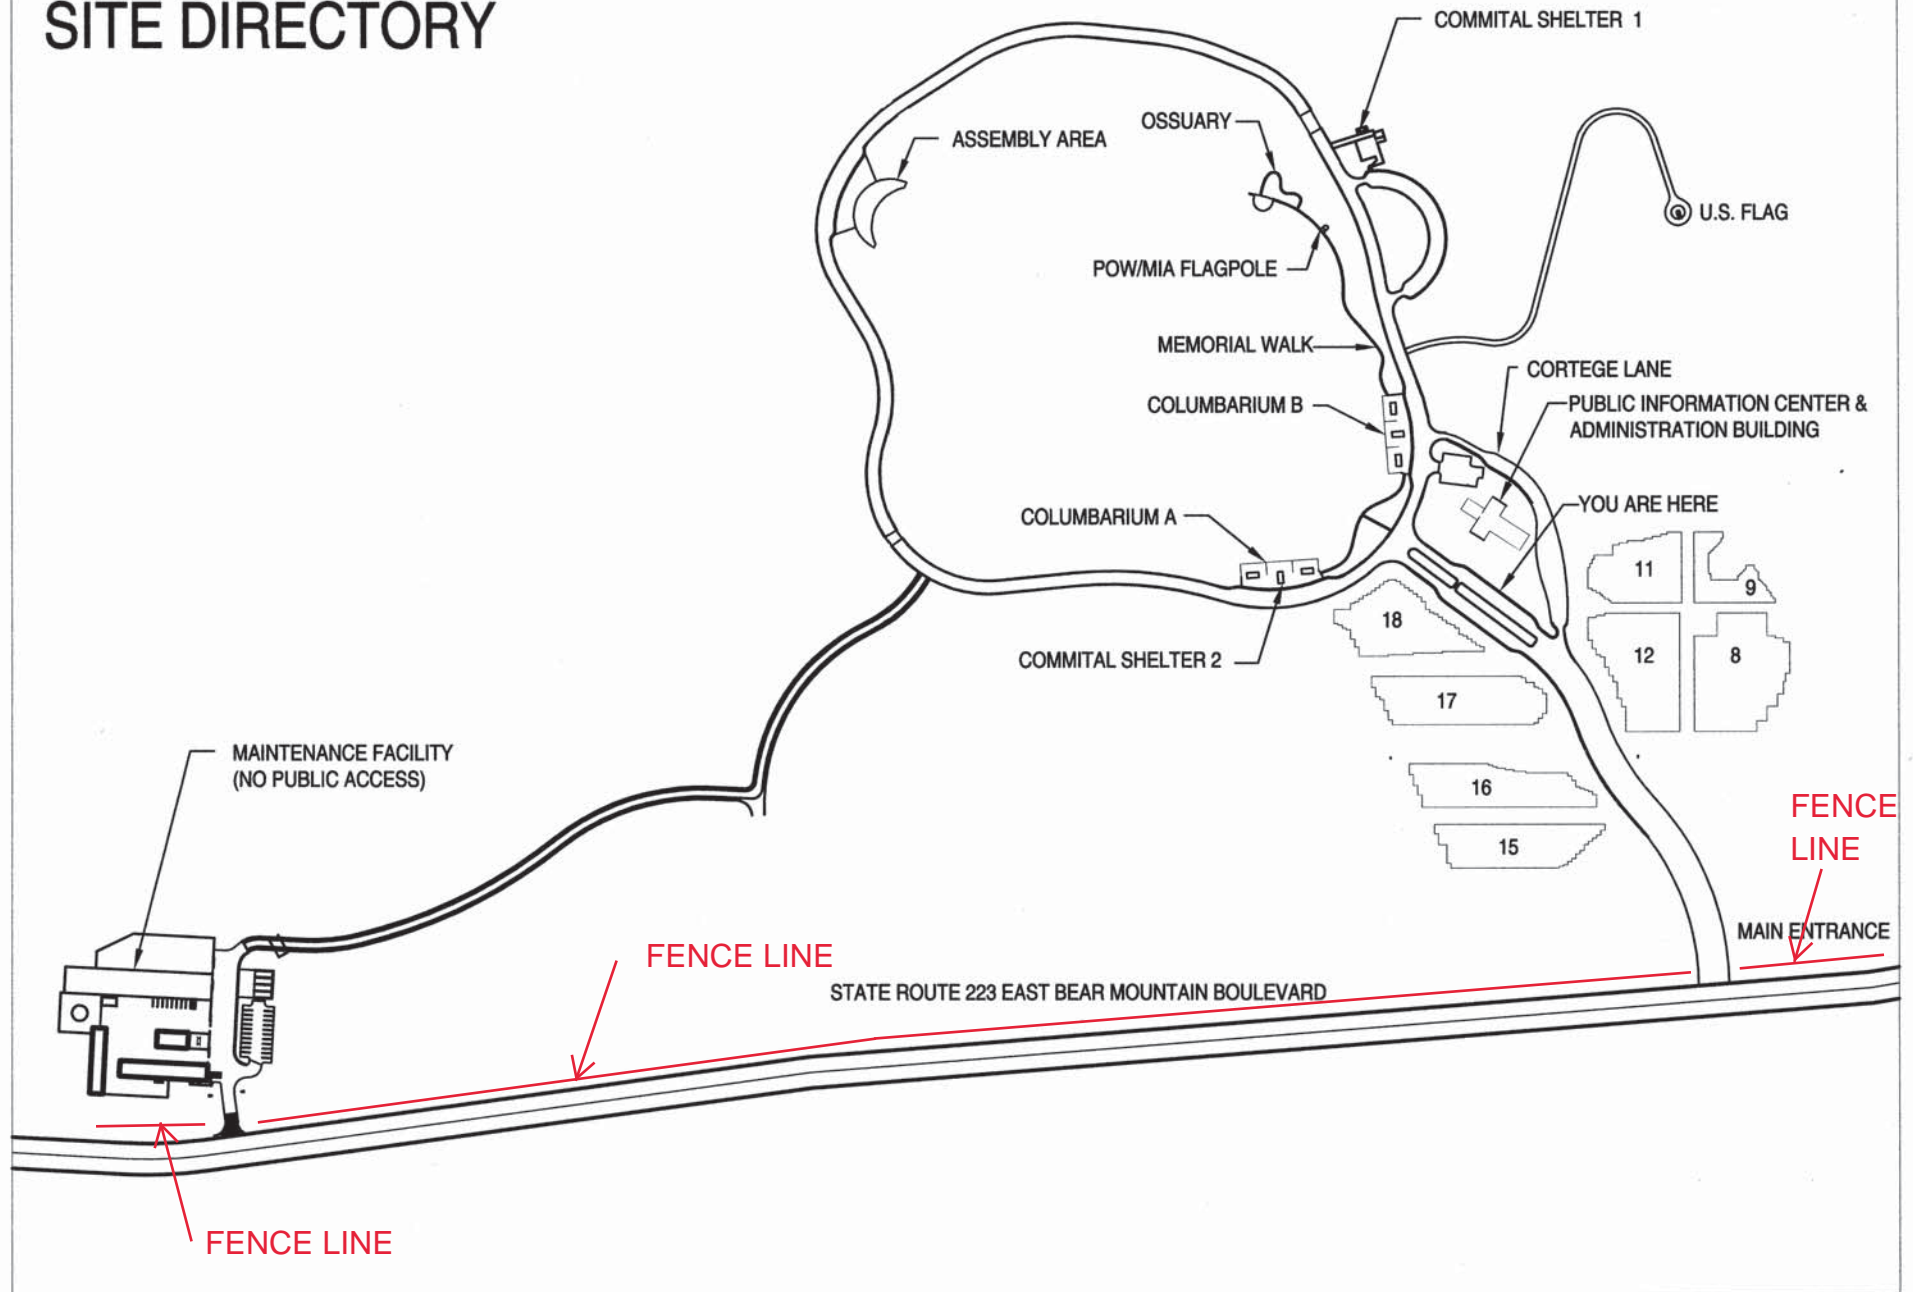 SITE DIRECTORY
COMMITAL SHELTER 1
OSSUARY
ASSEMBLY AREA
U.S. FLAG
POW/MIA FLAGPOLE
MEMORIAL WALK
CORTEGE LANE
COLUMBARIUM B
PUBLIC INFORMATION CENTER &
ADMINISTRATION BUILDING
YOU ARE HERE
COLUMBARIUM A
11
9
18
12
8
COMMITAL SHELTER 2
17
MAINTENANCE FACILITY
(NO PUBLIC ACCESS)
16
FENCE
LINE
15
MAIN ENTRANCE
FENCE LINE
STATE ROUTE 223 EAST BEAR MOUNTAIN BOULEVARD
FENCE LINE